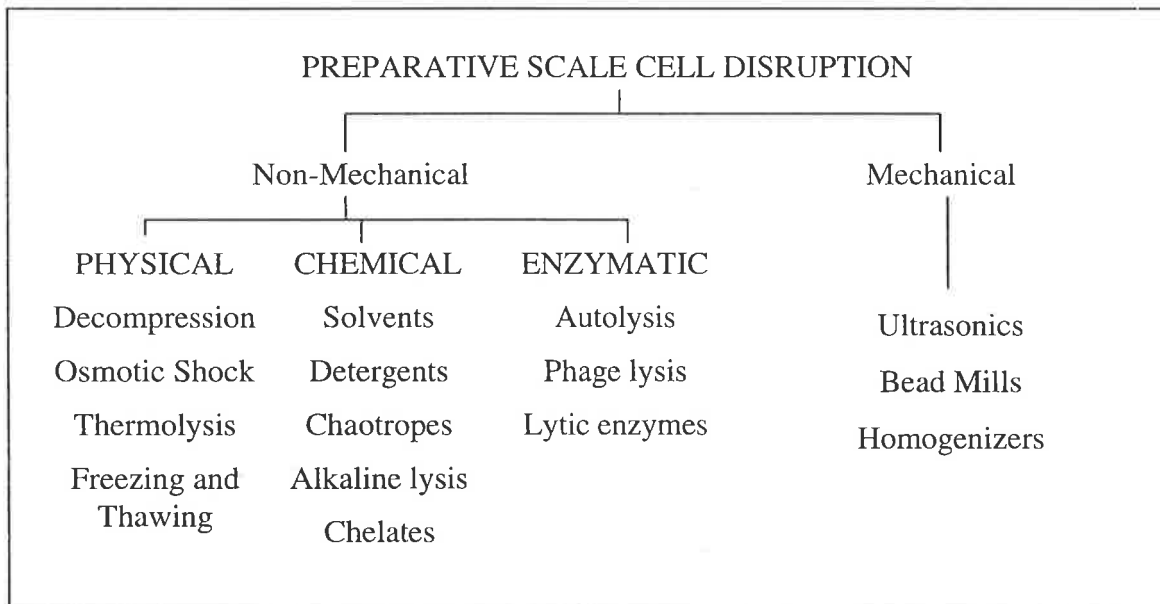 PREPARATIVE SCALE CELL DISRUPTION
Non-Mechanical
Mechanical
PHYSICAL
Decompression
Osmotic Shock
Thermolysis
Freezing and
Thawing
CHEMICAL
Solvents
Detergents
Chaotropes
Alkaline lysis
Chelates
ENZYMATIC
Autolysis
Phage lysis
Lytic enzymes
Ultrasonics
Bead Mills
Homogenizers